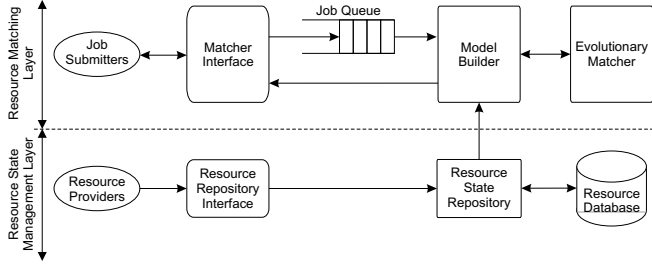 Resource Matching
Layer
Job
Submitters
Matcher
Interface
Job Queue
Model
Builder
Evolutionary
Matcher
Resource State
Management Layer
Resource
Providers
Resource
Repository
Interface
Resource
State
Repository
Resource
Database